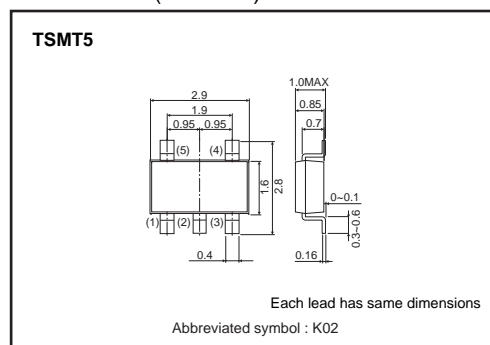 TSMT5
1.0MAX
2.9
0.85
1.9
0.7
0.95 0.95
(5) (4)
1.6
2.8
0~0.1
(1) (2) (3)
0.3~0.6
0.4
0.16
Each lead has same dimensions
Abbreviated symbol : K02